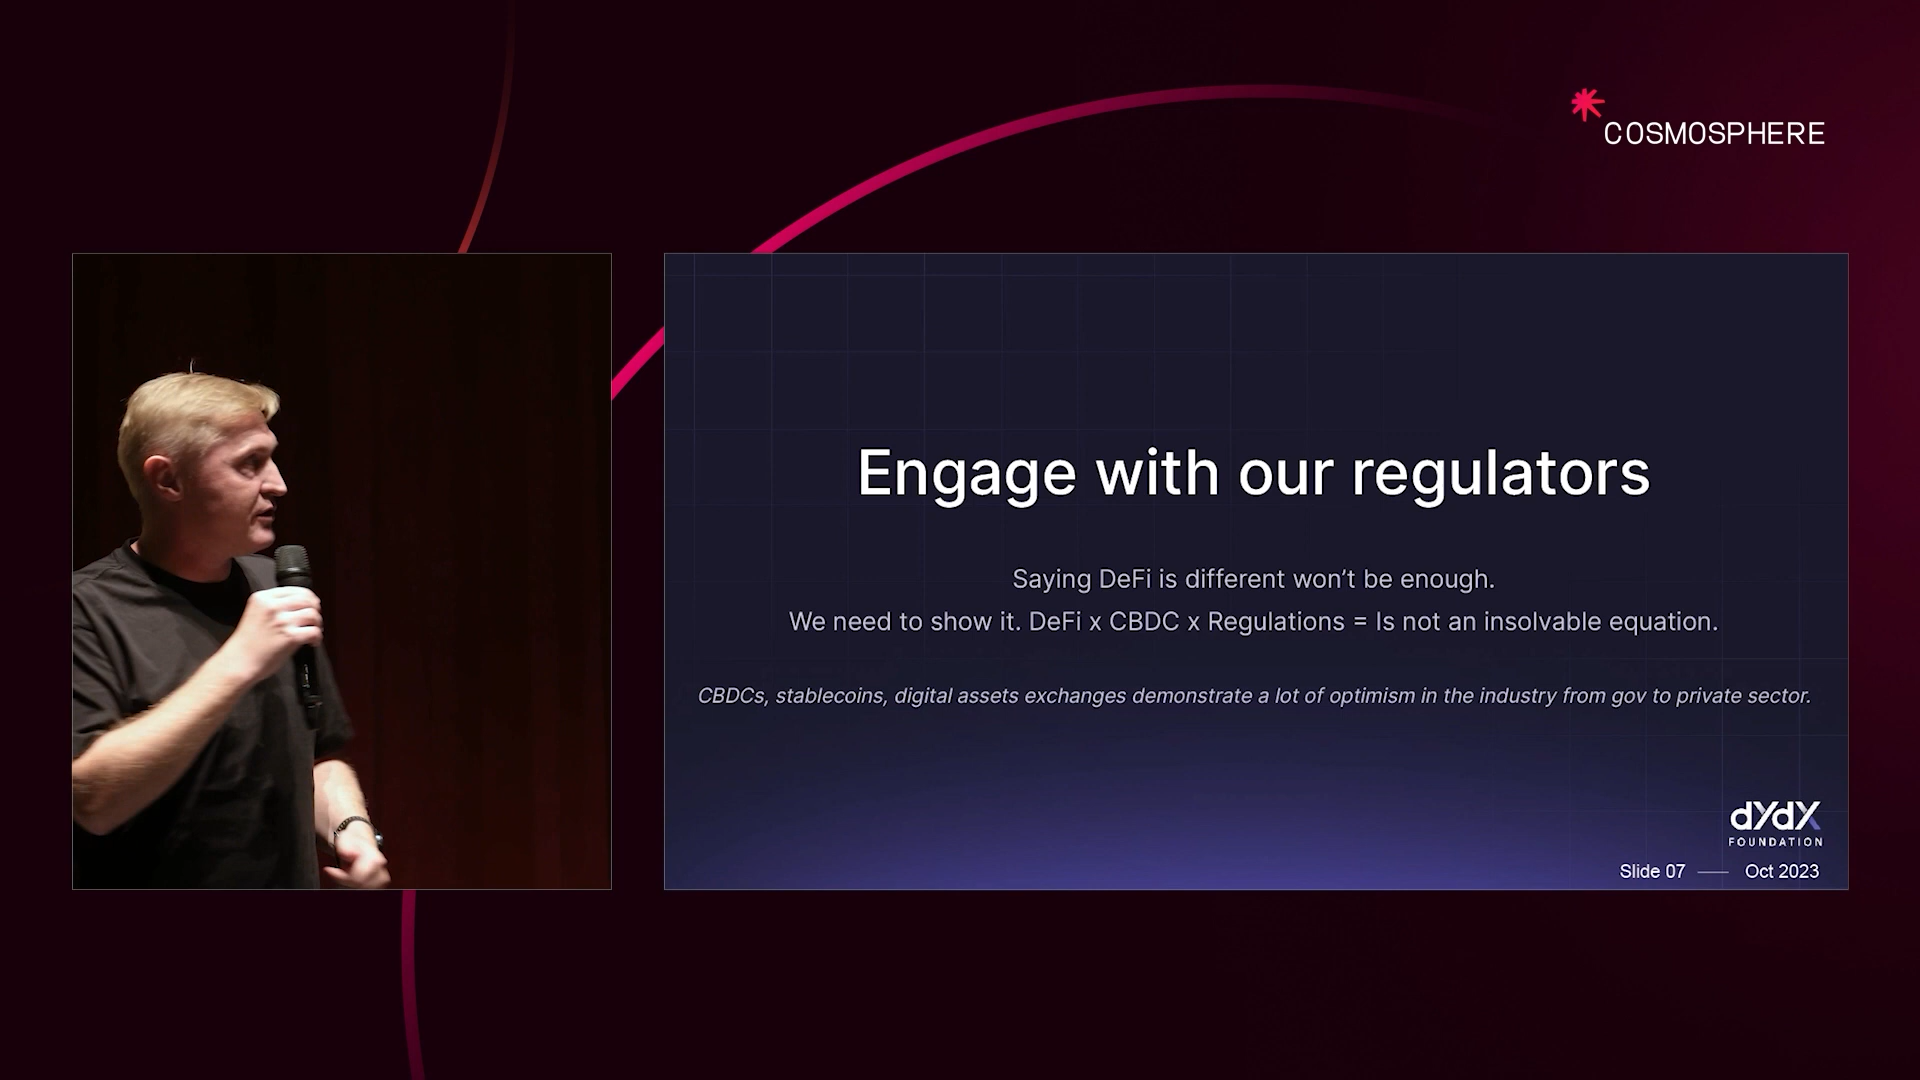 COSMOSPHERE
Engage with our regulators
Saying DeFi is different won’t be enough.
We need to show it. DeFi x CBDC x Regulations = Is not an insolvable equation.
CBDCs, stablecoins, digital assets exchanges demonstrate a lot of optimism in the industry from gov to private sector.
dYdX
FOUNDATION
Slide 07 —— Oct 2023